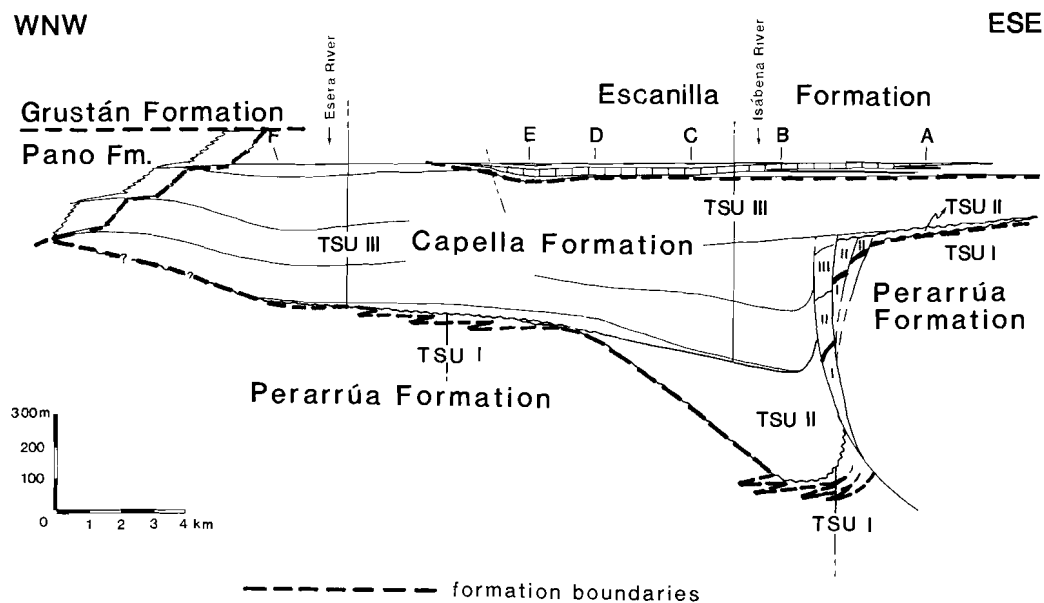 WNW
ESE
Esera River
Isábena River
Grustán Formation
Escanilla Formation
F E D C B A
Pano Fm.
TSU III
TSU II
TSU III
Capella Formation
TSU I
III
II
II
I
II
I
I
Perarrúa
Formation
TSU I
Perarrúa Formation
TSU II
TSU I
? ?
300m
200
100
0 1 2 3 4 km
formation boundaries